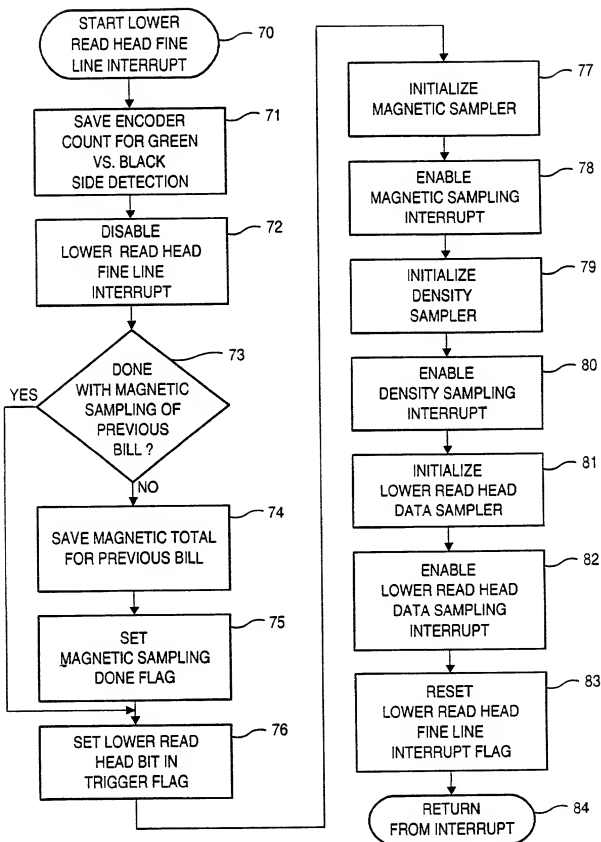 START LOWER
READ HEAD FINE
LINE INTERRUPT
70
SAVE ENCODER
COUNT FOR GREEN
VS. BLACK
SIDE DETECTION
71
DISABLE
LOWER READ HEAD
FINE LINE
INTERRUPT
72
DONE
WITH MAGNETIC
SAMPLING OF
PREVIOUS
BILL ?
73
YES
NO
SAVE MAGNETIC TOTAL
FOR PREVIOUS BILL
74
SET
MAGNETIC SAMPLING
DONE FLAG
75
SET LOWER READ
HEAD BIT IN
TRIGGER FLAG
76
INITIALIZE
MAGNETIC SAMPLER
77
ENABLE
MAGNETIC SAMPLING
INTERRUPT
78
INITIALIZE
DENSITY
SAMPLER
79
ENABLE
DENSITY SAMPLING
INTERRUPT
80
INITIALIZE
LOWER READ HEAD
DATA SAMPLER
81
ENABLE
LOWER READ HEAD
DATA SAMPLING
INTERRUPT
82
RESET
LOWER READ HEAD
FINE LINE
INTERRUPT FLAG
83
RETURN
FROM INTERRUPT
84